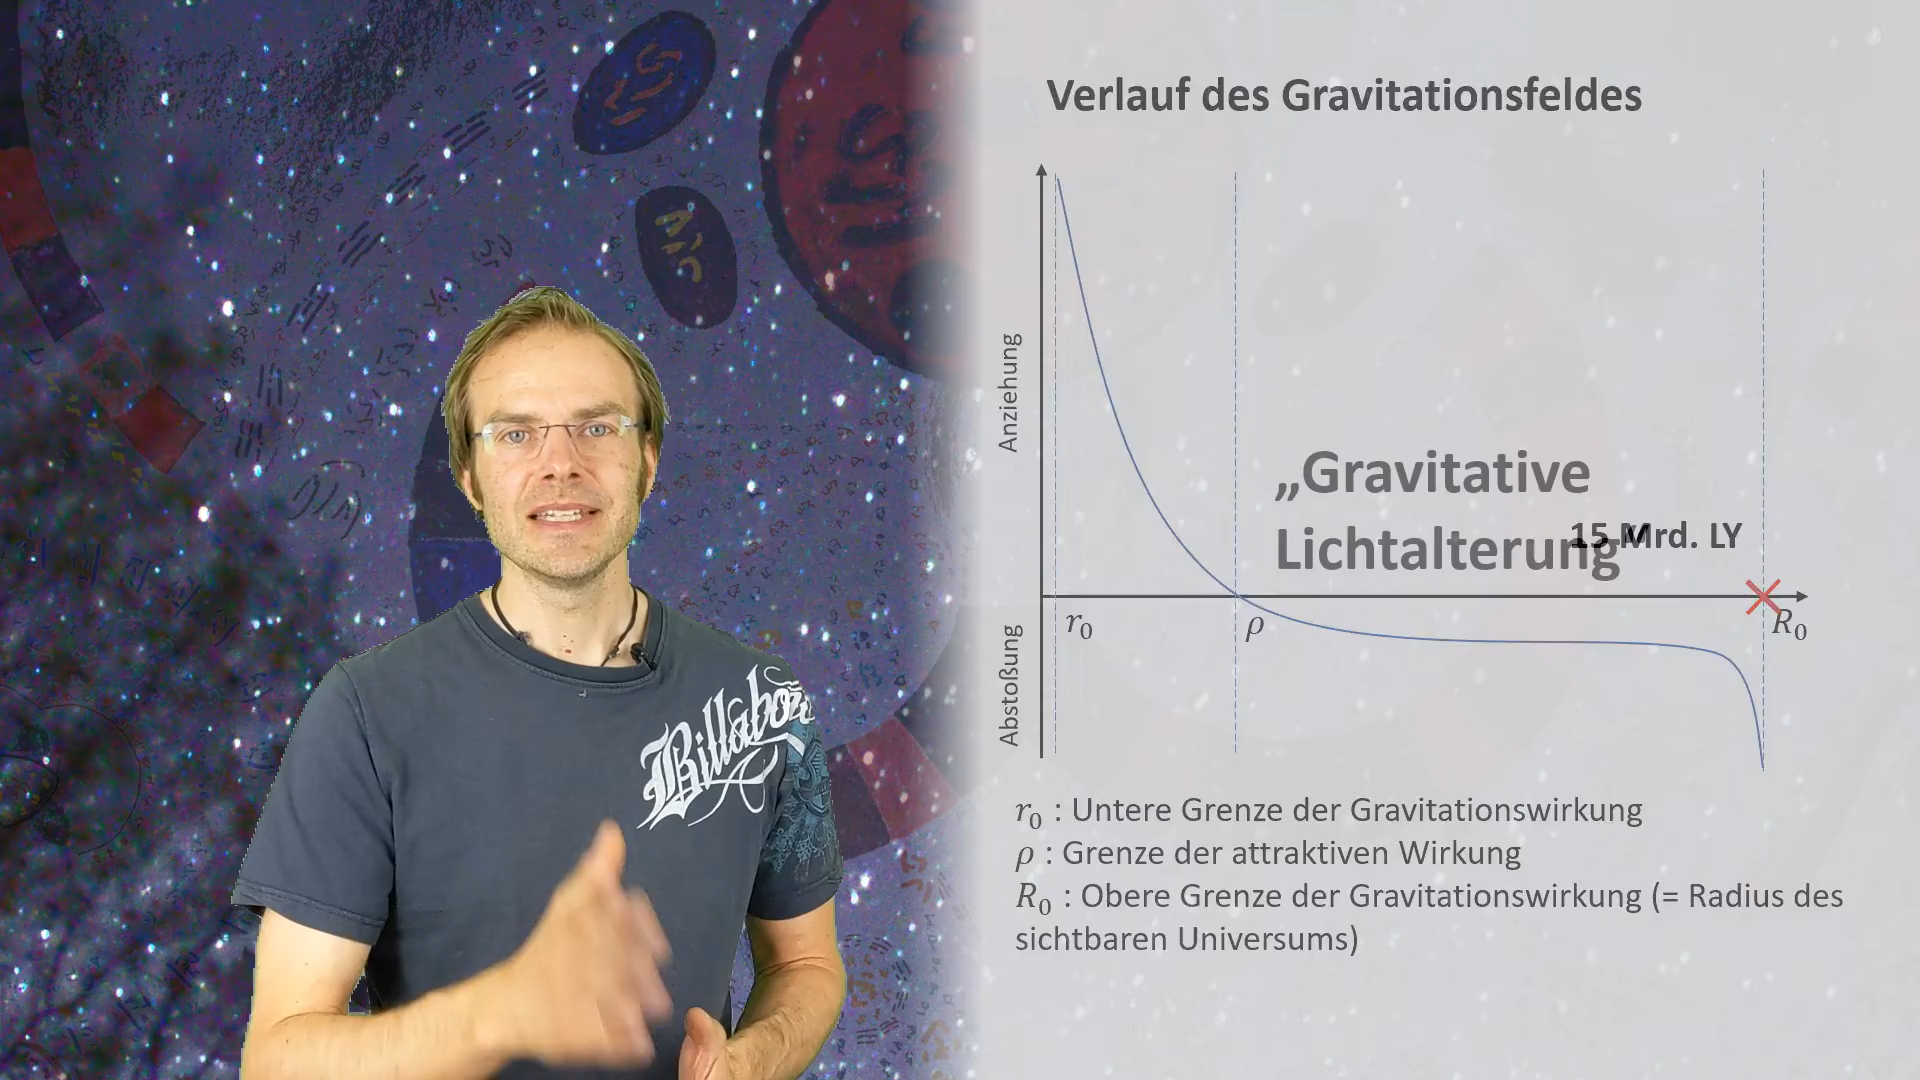 Verlauf des Gravitationsfeldes
Anziehung
„Gravitative
Lichtalterung
15 Mrd. LY
r₀
ρ
R₀
Abstoßung
r₀ : Untere Grenze der Gravitationswirkung
ρ : Grenze der attraktiven Wirkung
R₀ : Obere Grenze der Gravitationswirkung (= Radius des
sichtbaren Universums)